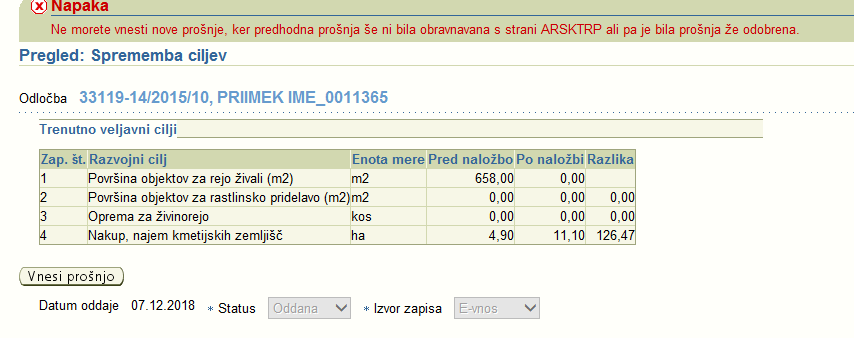 Napaka
Ne morete vnesti nove prošnje, ker predhodna prošnja še ni bila obravnavana s strani ARSKTRP ali pa je bila prošnja že odobrena.
Pregled: Sprememba ciljev
Odločba 33119-14/2015/10, PRIIMEK IME_0011365
Trenutno veljavni cilji
Zap. št. Razvojni cilj Enota mere Pred naložbo Po naložbi Razlika
1 Površina objektov za rejo živali (m2) m2 658,00 0,00
2 Površina objektov za rastlinsko pridelavo (m2) m2 0,00 0,00 0,00
3 Oprema za živinorejo kos 0,00 0,00 0,00
4 Nakup, najem kmetijskih zemljišč ha 4,90 11,10 126,47
Vnesi prošnjo
Datum oddaje 07.12.2018 * Status Oddana * Izvor zapisa E-vnos